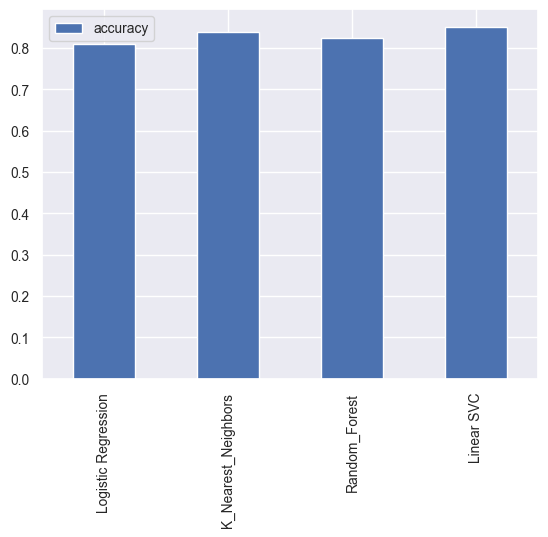 accuracy
0.8
0.7
0.6
0.5
0.4
0.3
0.2
0.1
0.0
Logistic Regression
K_Nearest_Neighbors
Random_Forest
Linear SVC